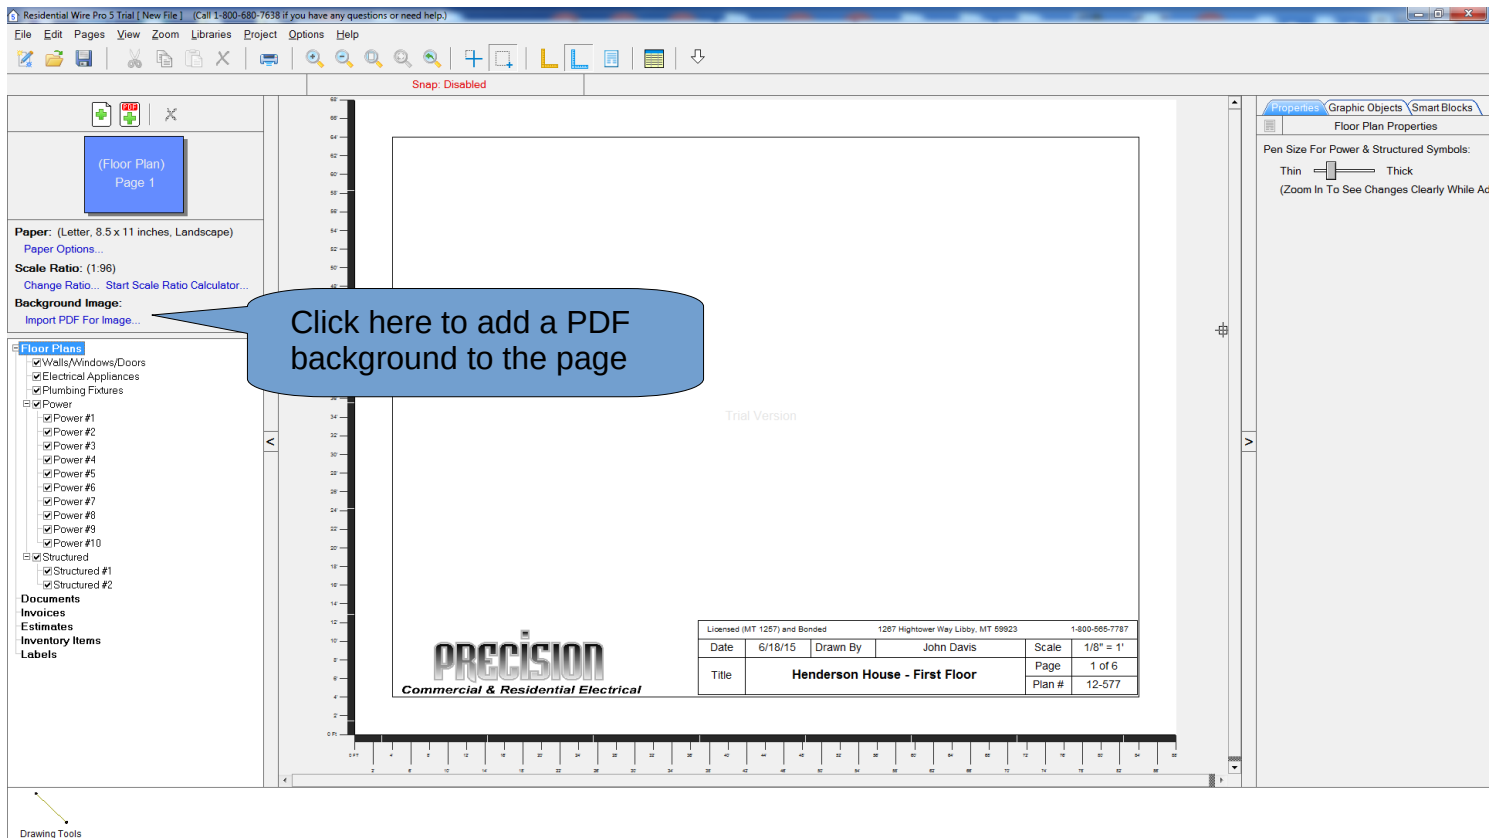 Residential Wire Pro 5 Trial [ New File ] (Call 1-800-680-7638 if you have any questions or need help.)
File Edit Pages View Zoom Libraries Project Options Help
Snap: Disabled
PDF
(Floor Plan)
Page 1
Paper: (Letter, 8.5 x 11 inches, Landscape)
Paper Options...
Scale Ratio: (1:96)
Change Ratio... Start Scale Ratio Calculator...
Background Image:
Import PDF For Image...
Click here to add a PDF
background to the page
Floor Plans
Walls/Windows/Doors
Electrical Appliances
Plumbing Fixtures
Power
Power #1
Power #2
Power #3
Power #4
Power #5
Power #6
Power #7
Power #8
Power #9
Power #10
Structured
Structured #1
Structured #2
Documents
Invoices
Estimates
Inventory Items
Labels
Trial Version
PRECISION
Commercial & Residential Electrical
Licensed (MT 1257) and Bonded 1267 Hightower Way Libby, MT 59923 1-800-565-7787
Date 6/18/15 Drawn By John Davis Scale 1/8" = 1'
Title Henderson House - First Floor Page 1 of 6
Plan # 12-577
Properties Graphic Objects Smart Blocks
Floor Plan Properties
Pen Size For Power & Structured Symbols:
Thin Thick
(Zoom In To See Changes Clearly While Ad
Drawing Tools